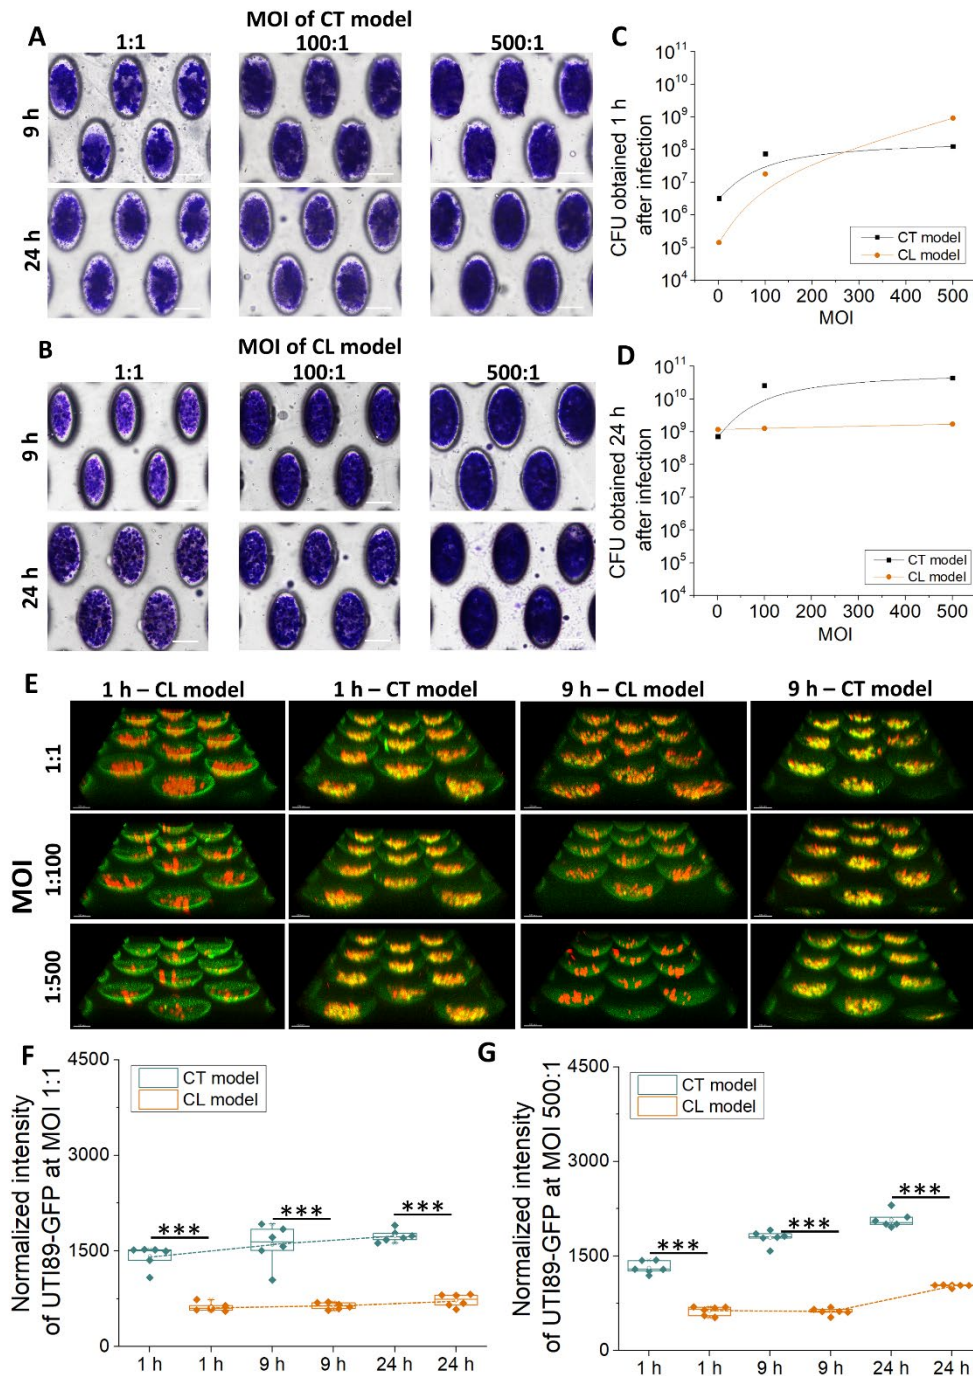 A
MOI of CT model
1:1
100:1
500:1
9 h
24 h
B
MOI of CL model
1:1
100:1
500:1
9 h
24 h
C
CFU obtained 1 h
after infection
10¹¹
10¹⁰
10⁹
10⁸
10⁷
10⁶
10⁵
10⁴
CT model
CL model
0 100 200 300 400 500
MOI
D
CFU obtained 24 h
after infection
10¹¹
10¹⁰
10⁹
10⁸
10⁷
10⁶
10⁵
10⁴
CT model
CL model
0 100 200 300 400 500
MOI
E
1 h – CL model
1 h – CT model
9 h – CL model
9 h – CT model
MOI
1:1
1:100
1:500
F
Normalized intensity
of UTI89-GFP at MOI 1:1
4500
3000
1500
0
CT model
CL model
***
***
***
1 h 1 h 9 h 9 h 24 h 24 h
G
Normalized intensity
of UTI89-GFP at MOI 500:1
4500
3000
1500
0
CT model
CL model
***
***
***
1 h 1 h 9 h 9 h 24 h 24 h